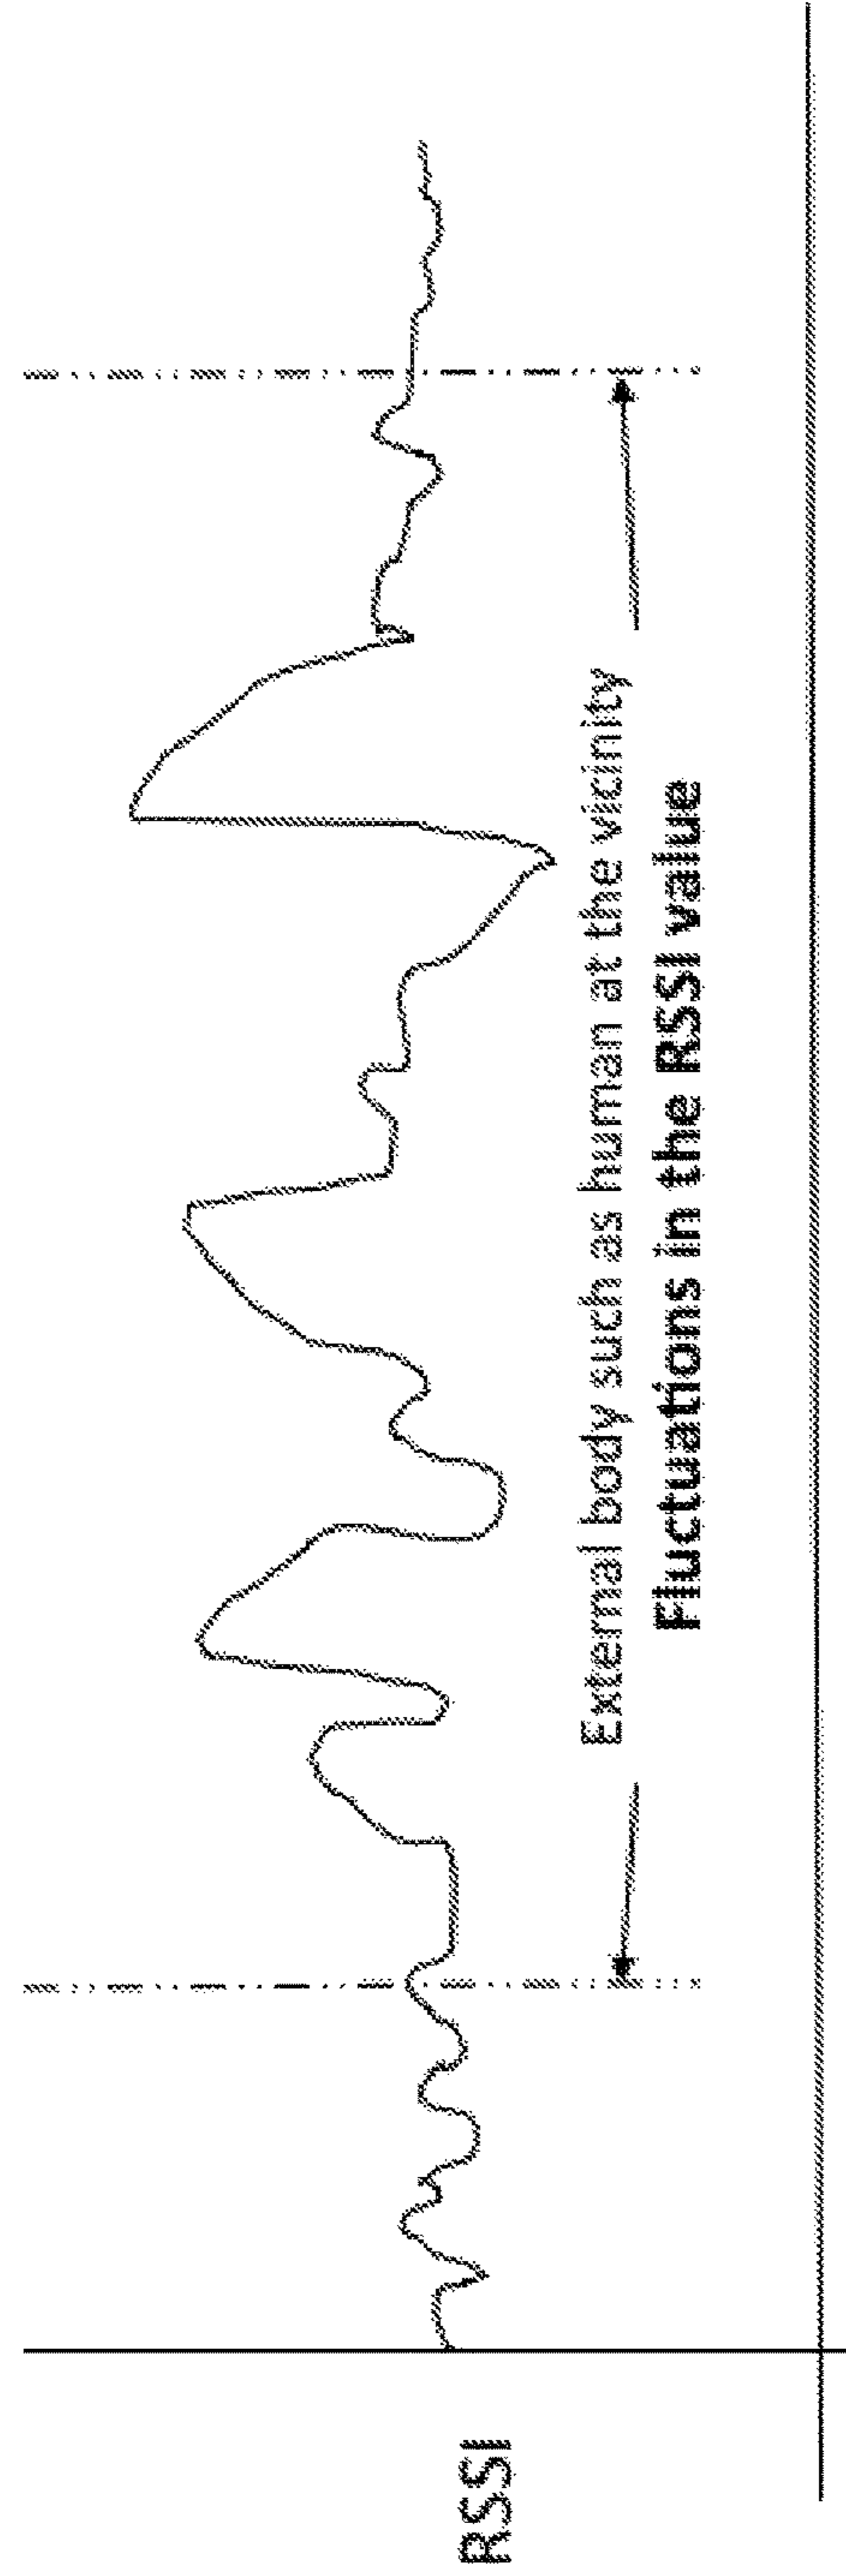 RSSI
External body such as human at the vicinity
Fluctuations in the RSSI value